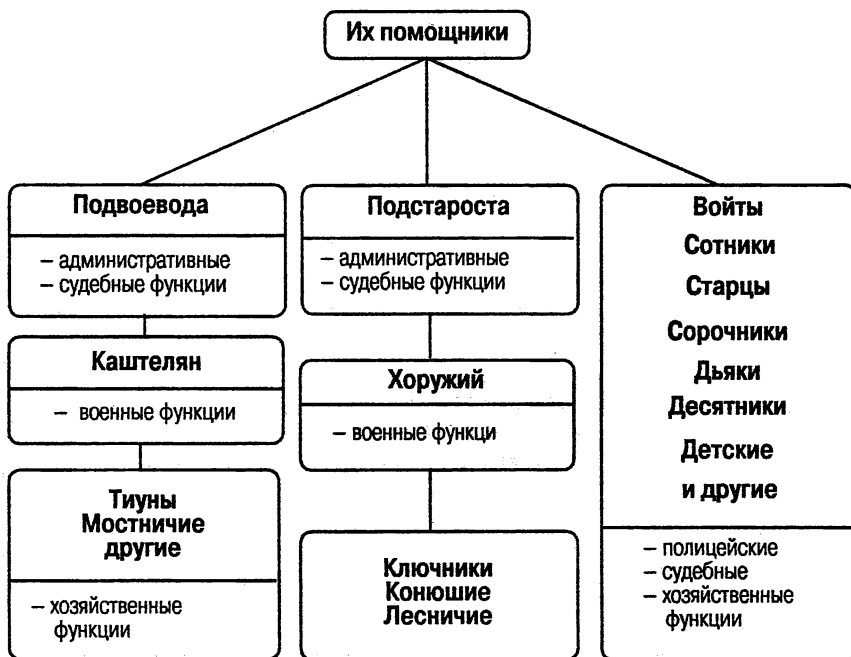 Их помощники
Подвоевода
– административные
– судебные функции
Каштелян
– военные функции
Тиуны
Мостничие
другие
– хозяйственные
функции
Подстароста
– административные
– судебные функции
Хоружий
– военные функци
Ключники
Конюшие
Лесничие
Войты
Сотники
Старцы
Сорочники
Дьяки
Десятники
Детские
и другие
– полицейские
– судебные
– хозяйственные
функции